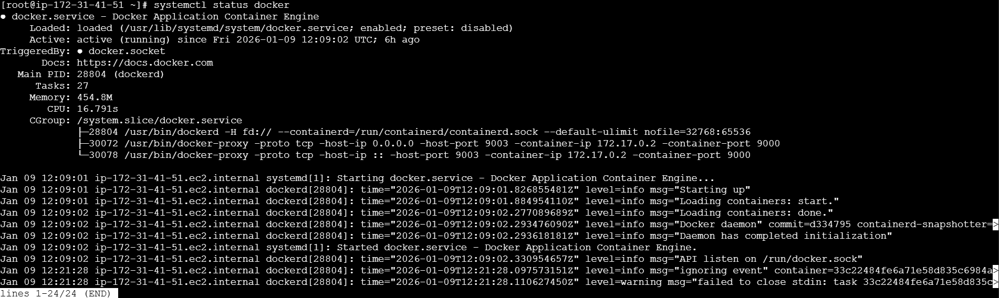 [root@ip-172-31-41-51 ~]# systemctl status docker
● docker.service - Docker Application Container Engine
     Loaded: loaded (/usr/lib/systemd/system/docker.service; enabled; preset: disabled)
     Active: active (running) since Fri 2026-01-09 12:09:02 UTC; 6h ago
TriggeredBy: ● docker.socket
       Docs: https://docs.docker.com
   Main PID: 28804 (dockerd)
      Tasks: 27
     Memory: 454.8M
        CPU: 16.791s
     CGroup: /system.slice/docker.service
             ├─28804 /usr/bin/dockerd -H fd:// --containerd=/run/containerd/containerd.sock --default-ulimit nofile=32768:65536
             ├─30072 /usr/bin/docker-proxy -proto tcp -host-ip 0.0.0.0 -host-port 9003 -container-ip 172.17.0.2 -container-port 9000
             └─30078 /usr/bin/docker-proxy -proto tcp -host-ip :: -host-port 9003 -container-ip 172.17.0.2 -container-port 9000

Jan 09 12:09:01 ip-172-31-41-51.ec2.internal systemd[1]: Starting docker.service - Docker Application Container Engine...
Jan 09 12:09:01 ip-172-31-41-51.ec2.internal dockerd[28804]: time="2026-01-09T12:09:01.826855481Z" level=info msg="Starting up"
Jan 09 12:09:01 ip-172-31-41-51.ec2.internal dockerd[28804]: time="2026-01-09T12:09:01.884954110Z" level=info msg="Loading containers: start."
Jan 09 12:09:02 ip-172-31-41-51.ec2.internal dockerd[28804]: time="2026-01-09T12:09:02.277089689Z" level=info msg="Loading containers: done."
Jan 09 12:09:02 ip-172-31-41-51.ec2.internal dockerd[28804]: time="2026-01-09T12:09:02.293476090Z" level=info msg="Docker daemon" commit=d334795 containerd-snapshotter=>
Jan 09 12:09:02 ip-172-31-41-51.ec2.internal dockerd[28804]: time="2026-01-09T12:09:02.293618181Z" level=info msg="Daemon has completed initialization"
Jan 09 12:09:02 ip-172-31-41-51.ec2.internal systemd[1]: Started docker.service - Docker Application Container Engine.
Jan 09 12:09:02 ip-172-31-41-51.ec2.internal dockerd[28804]: time="2026-01-09T12:09:02.330954657Z" level=info msg="API listen on /run/docker.sock"
Jan 09 12:21:28 ip-172-31-41-51.ec2.internal dockerd[28804]: time="2026-01-09T12:21:28.097573151Z" level=info msg="ignoring event" container=33c22484fe6a71e58d835c6984a>
Jan 09 12:21:28 ip-172-31-41-51.ec2.internal dockerd[28804]: time="2026-01-09T12:21:28.110627450Z" level=warning msg="failed to close stdin: task 33c22484fe6a71e58d835c>
lines 1-24/24 (END)